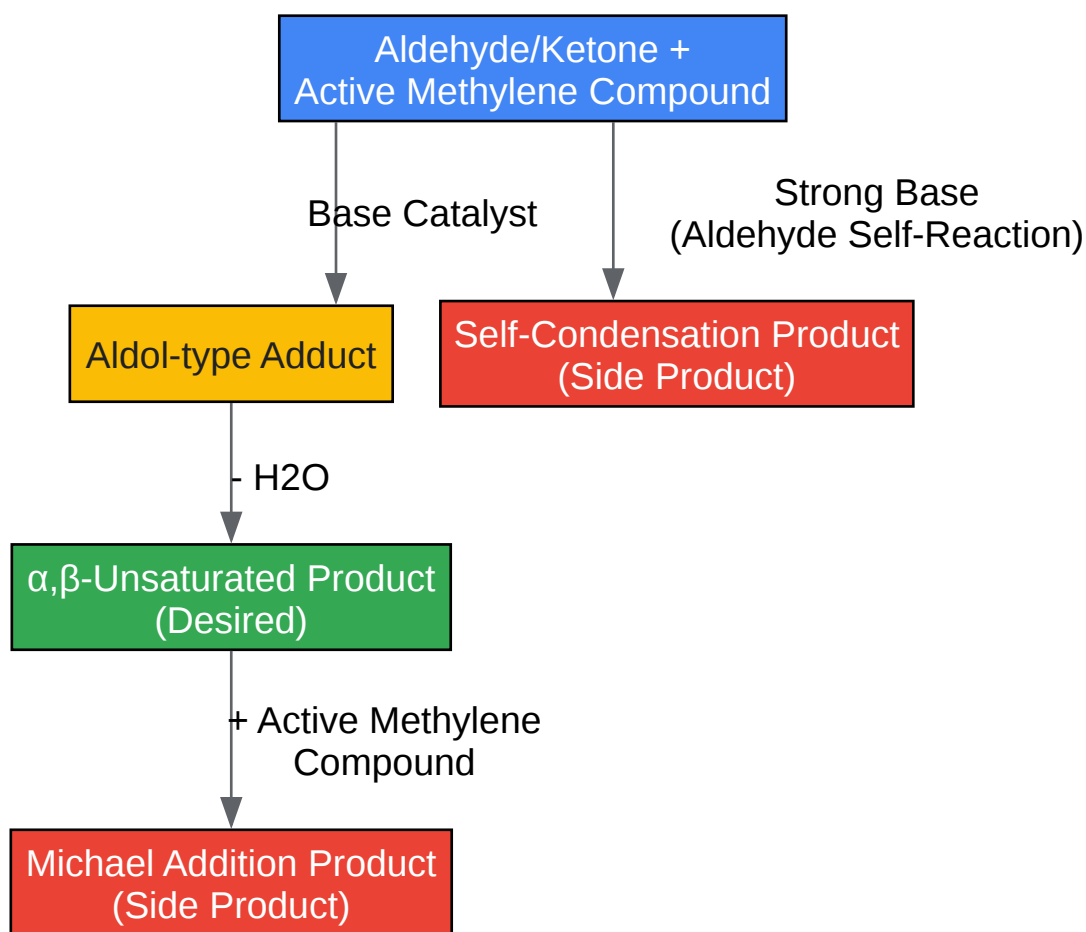 Aldehyde/Ketone +
Active Methylene Compound
Base Catalyst
Strong Base
(Aldehyde Self-Reaction)
Aldol-type Adduct
Self-Condensation Product
(Side Product)
- H2O
α,β-Unsaturated Product
(Desired)
+ Active Methylene
Compound
Michael Addition Product
(Side Product)